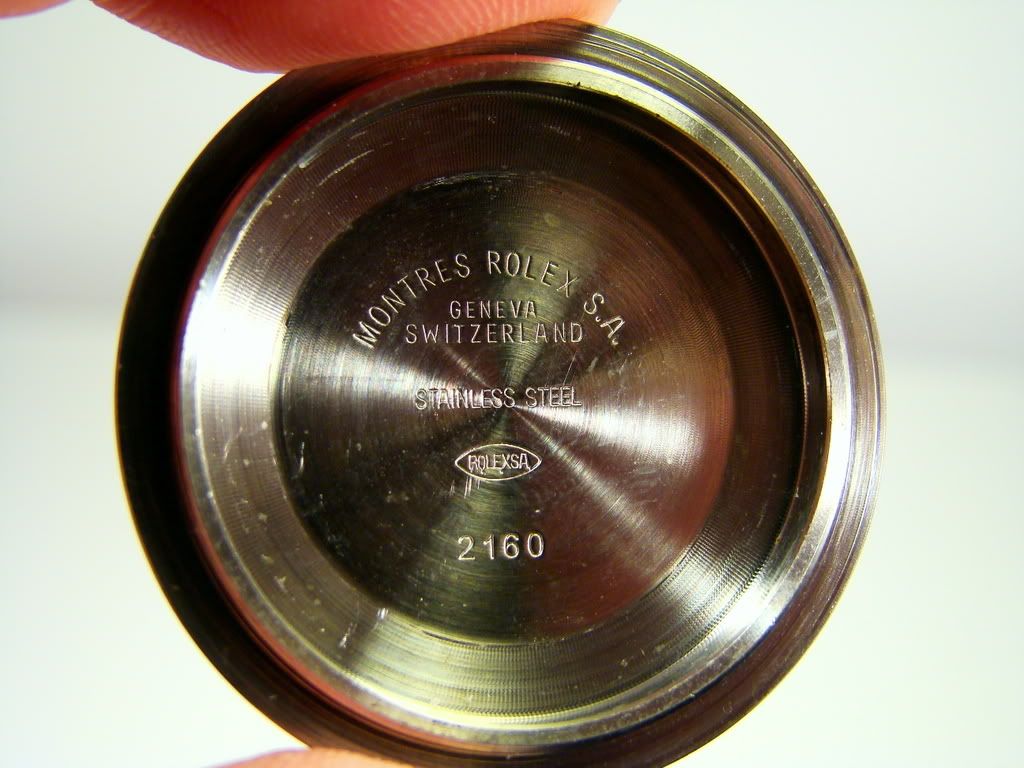 MONTRES ROLEX S.A.
GENEVA
SWITZERLAND
STAINLESS STEEL
ROLEXSA
2160